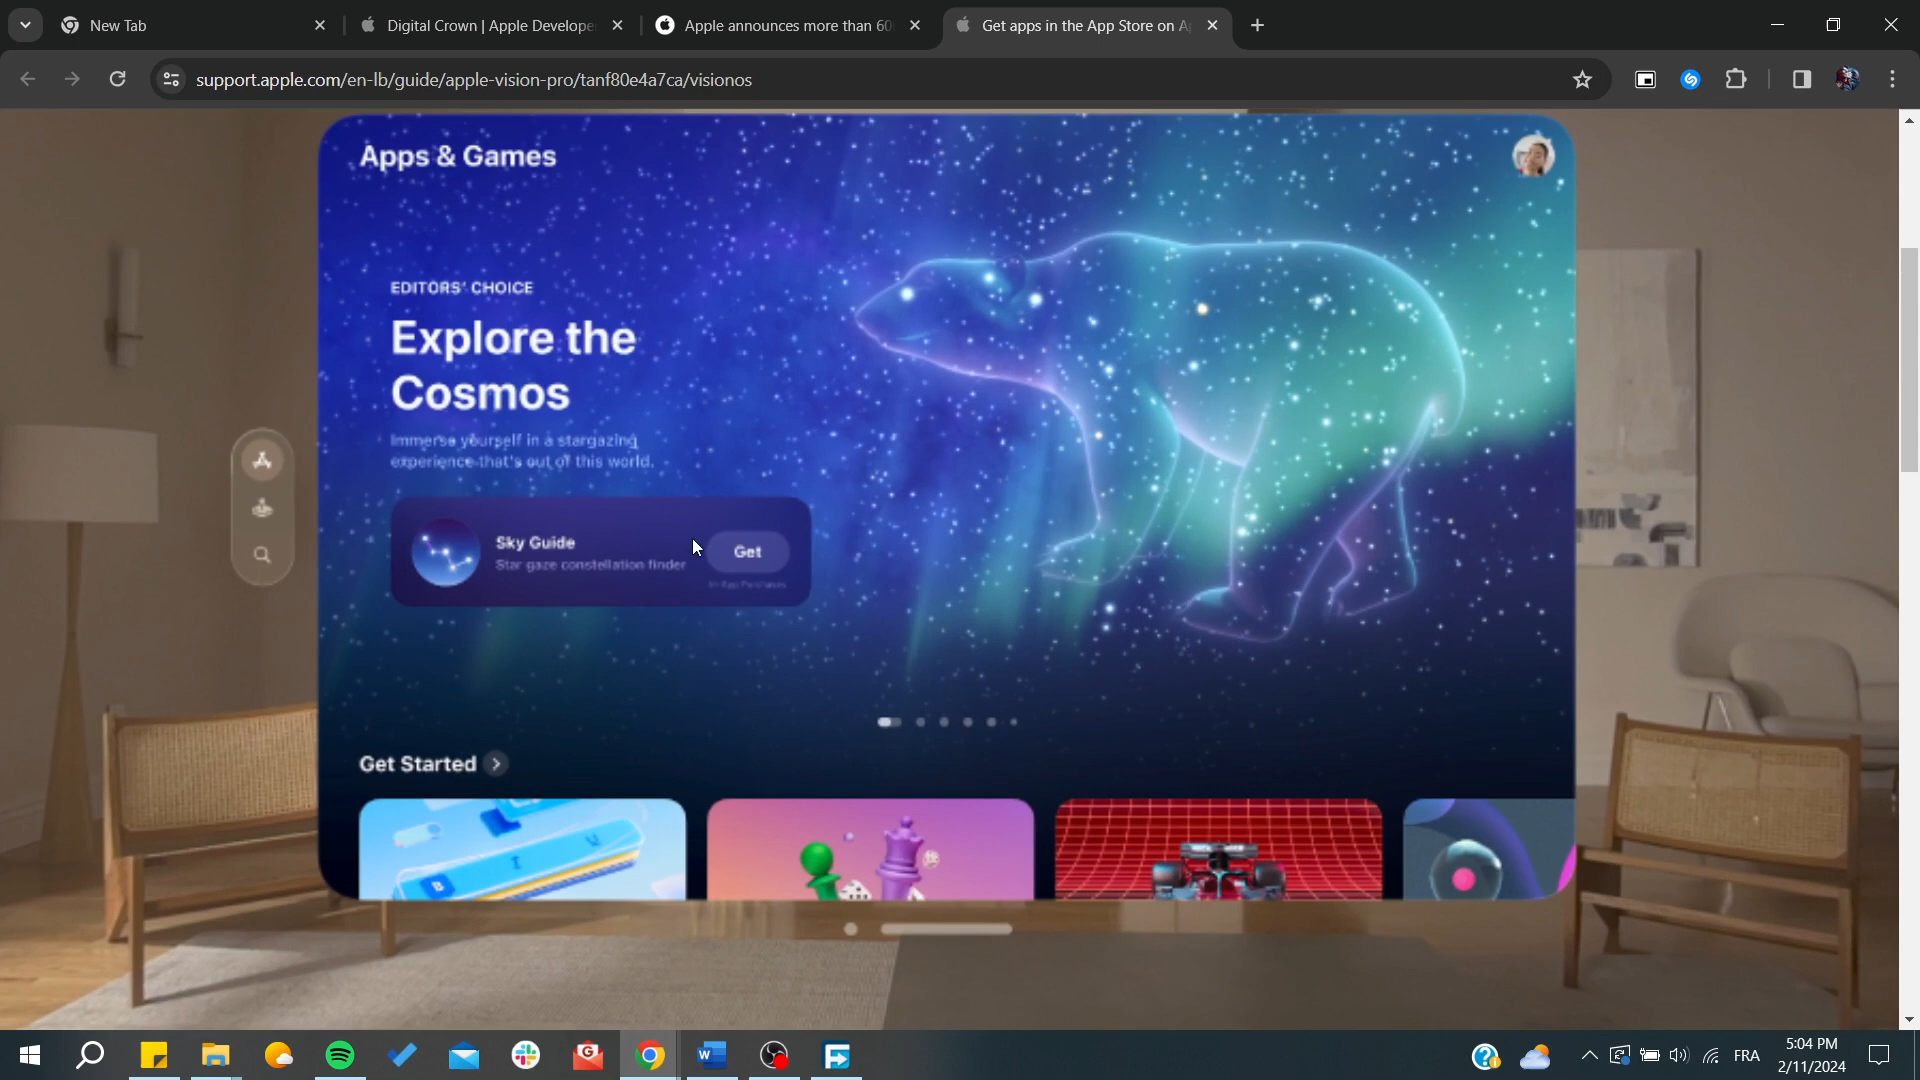 New Tab
Digital Crown | Apple Develope
Apple announces more than 60
Get apps in the App Store on A
support.apple.com/en-lb/guide/apple-vision-pro/tanf80e4a7ca/visionos
Apps & Games
EDITORS' CHOICE
Explore the
Cosmos
Immerse yourself in a stargazing
experience that's out of this world.
Sky Guide
Star gaze constellation finder
Get
In-App Purchases
Get Started
B
I
V
FRA
5:04 PM
2/11/2024